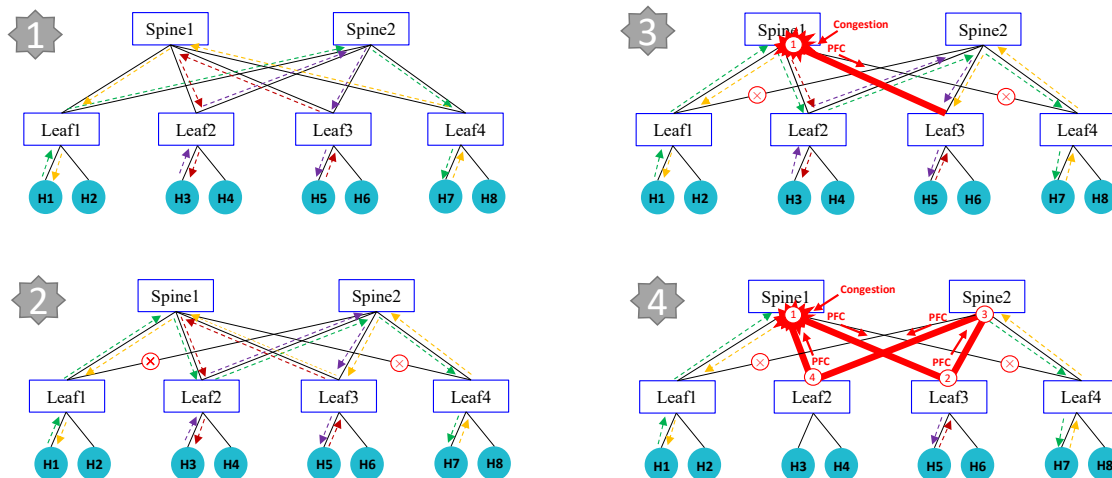 1
Spine1 Spine2
Leaf1 Leaf2 Leaf3 Leaf4
H1 H2 H3 H4 H5 H6 H7 H8
3
Congestion
Spine1 Spine2
1
PFC
Leaf1 Leaf2 Leaf3 Leaf4
H1 H2 H3 H4 H5 H6 H7 H8
2
Spine1 Spine2
Leaf1 Leaf2 Leaf3 Leaf4
H1 H2 H3 H4 H5 H6 H7 H8
4
Congestion
Spine1 Spine2
1 PFC PFC 3
PFC PFC
4 2
Leaf1 Leaf2 Leaf3 Leaf4
H1 H2 H3 H4 H5 H6 H7 H8